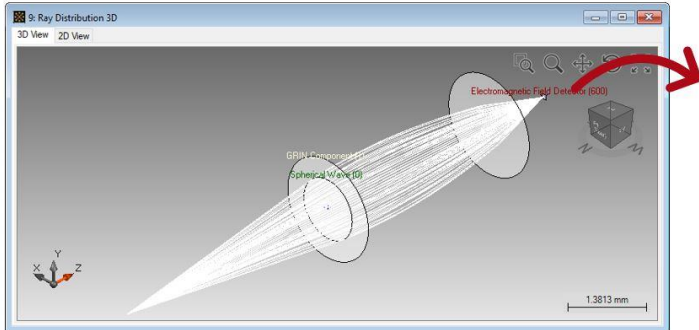 9: Ray Distribution 3D
3D View 2D View
Electromagnetic Field Detector (600)
GRIN Component (1)
Spherical Wave (0)
Y
X
Z
1.3813 mm